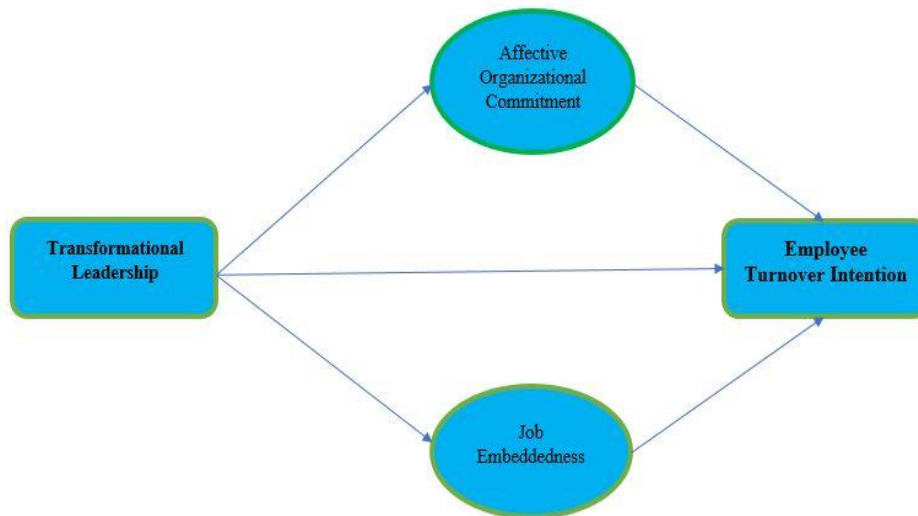 Affective
Organizational
Commitment
Transformational
Leadership
Employee
Turnover Intention
Job
Embeddedness